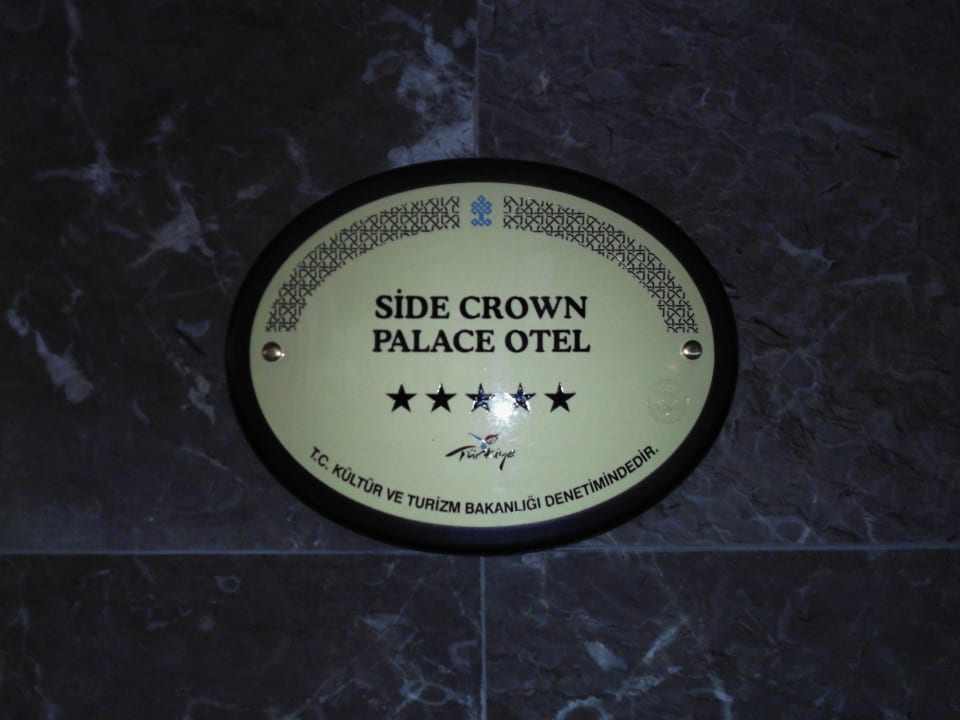 SİDE CROWN
PALACE OTEL
Türkiye
T.C. KÜLTÜR VE TURİZM BAKANLIĞI DENETİMİNDEDİR.